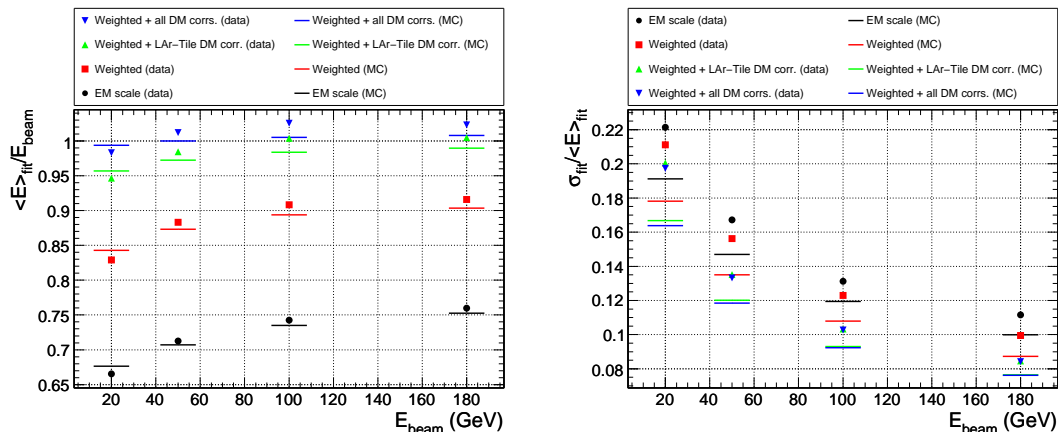 Weighted + all DM corrs. (data) Weighted + all DM corrs. (MC)
Weighted + LAr−Tile DM corr. (data) Weighted + LAr−Tile DM corr. (MC)
Weighted (data) Weighted (MC)
EM scale (data) EM scale (MC)
<E>fit/Ebeam
1
0.95
0.9
0.85
0.8
0.75
0.7
0.65
20 40 60 80 100 120 140 160 180
Ebeam (GeV)
EM scale (data) EM scale (MC)
Weighted (data) Weighted (MC)
Weighted + LAr−Tile DM corr. (data) Weighted + LAr−Tile DM corr. (MC)
Weighted + all DM corrs. (data) Weighted + all DM corrs. (MC)
σfit/<E>fit
0.22
0.2
0.18
0.16
0.14
0.12
0.1
0.08
20 40 60 80 100 120 140 160 180
Ebeam (GeV)